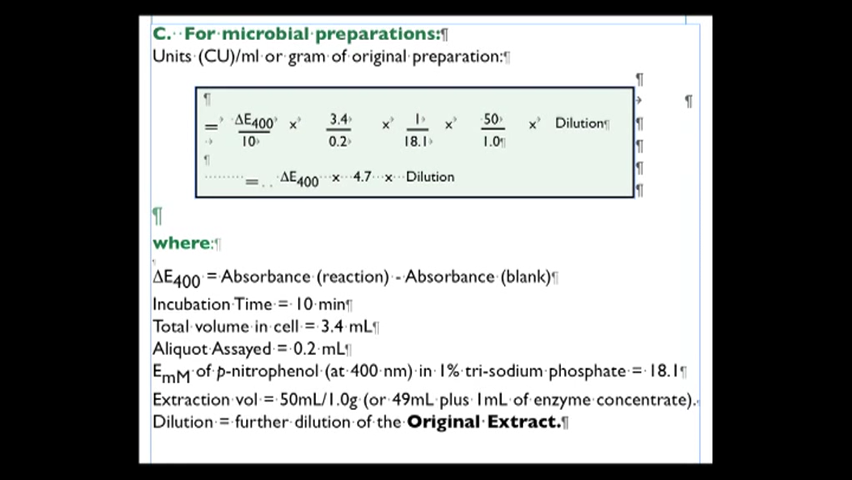 C. For microbial preparations:¶
Units (CU)/ml or gram of original preparation:¶
= ΔE400 x 3.4 x 1 x 50 x Dilution¶
10 0.2 18.1 1.0¶
= ΔE400 x 4.7 x Dilution
where:¶
ΔE400 = Absorbance (reaction) - Absorbance (blank)¶
Incubation Time = 10 min¶
Total volume in cell = 3.4 mL¶
Aliquot Assayed = 0.2 mL¶
EmM of p-nitrophenol (at 400 nm) in 1% tri-sodium phosphate = 18.1¶
Extraction vol = 50mL/1.0g (or 49mL plus 1mL of enzyme concentrate).
Dilution = further dilution of the Original Extract.¶